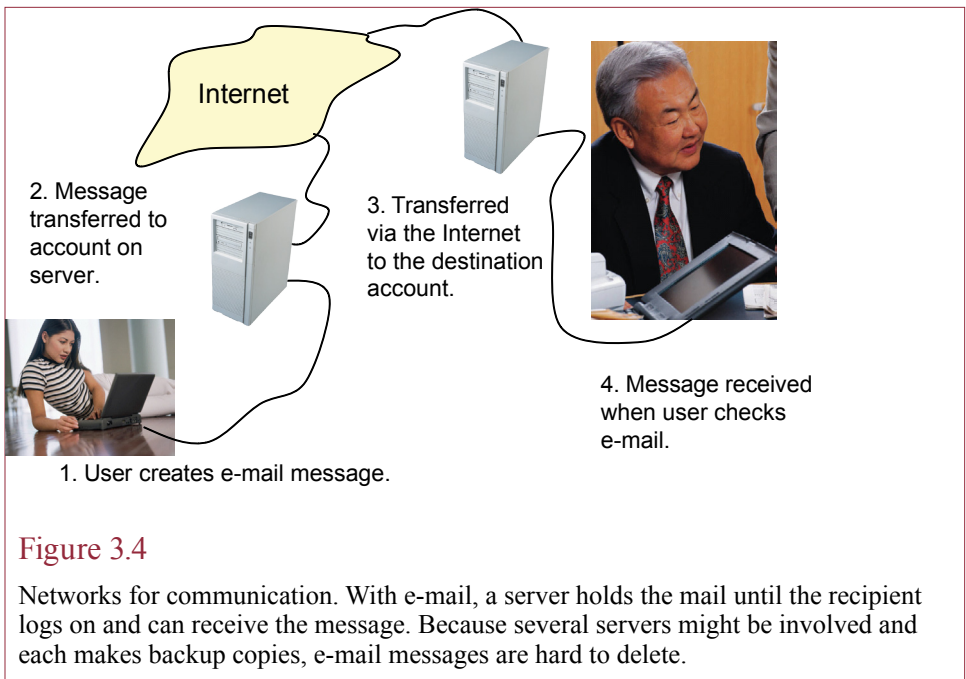 Internet
2. Message
transferred to
account on
server.
3. Transferred
via the Internet
to the destination
account.
4. Message received
when user checks
e-mail.
1. User creates e-mail message.
Figure 3.4
Networks for communication. With e-mail, a server holds the mail until the recipient
logs on and can receive the message. Because several servers might be involved and
each makes backup copies, e-mail messages are hard to delete.